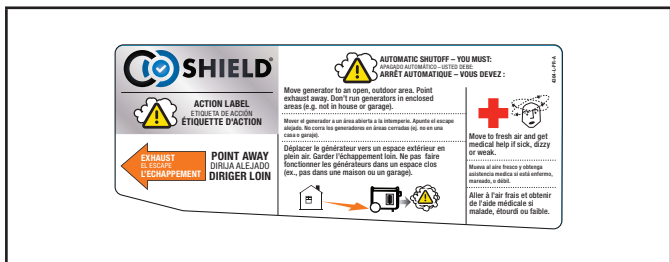 CO SHIELD®
ACTION LABEL
ETIQUETA DE ACCIÓN
ÉTIQUETTE D'ACTION
EXHAUST
EL ESCAPE
L'ECHAPPEMENT
POINT AWAY
DIRIJA ALEJADO
DIRIGER LOIN
AUTOMATIC SHUTOFF – YOU MUST:
APAGADO AUTOMÁTICO –USTED DEBE:
ARRÊT AUTOMATIQUE – VOUS DEVEZ :
Move generator to an open, outdoor area. Point
exhaust away. Don't run generators in enclosed
areas (e.g. not in house or garage).
Mover el generador a un área abierta a la intemperie. Apunte el escape
alejado. No corra los generadores en áreas cerradas (ej. no en una
casa o garaje).
Déplacer le générateur vers un espace extérieur en
plein air. Garder l'échappement loin. Ne pas faire
fonctionner les générateurs dans un espace clos
(ex., pas dans une maison ou un garage).
Move to fresh air and get
medical help if sick, dizzy
or weak.
Mueva al aire fresco y obtenga
asistencia medica si está enfermo,
mareado, o débil.
Aller à l'air frais et obtenir
de l'aide médicale si
malade, étourdi ou faible.